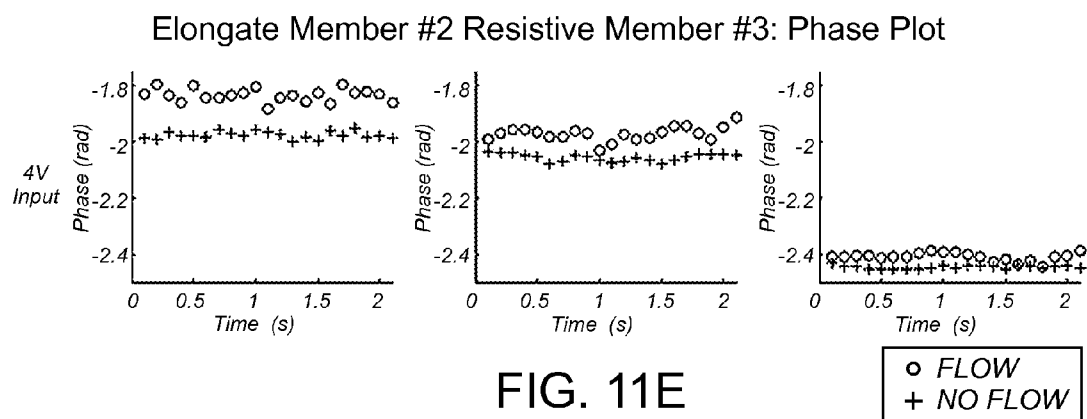 Elongate Member #2 Resistive Member #3: Phase Plot
4V
Input
Phase (rad)
-1.8
-2
-2.2
-2.4
0 0.5 1 1.5 2
Time (s)
Phase (rad)
-1.8
-2
-2.2
-2.4
0 0.5 1 1.5 2
Time (s)
Phase (rad)
-1.8
-2
-2.2
-2.4
0 0.5 1 1.5 2
Time (s)
FLOW
NO FLOW
FIG. 11E